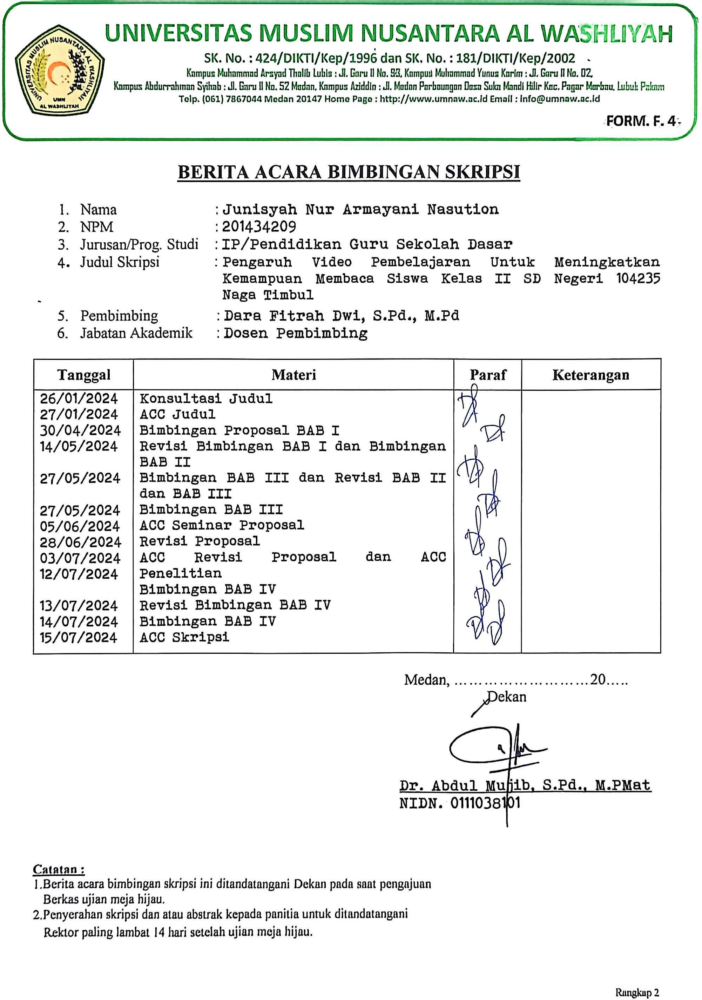 UNIVERSITAS MUSLIM NUSANTARA AL WASHLIYAH
SK. No. : 424/DIKTI/Kep/1996 dan SK. No. : 181/DIKTI/Kep/2002
Kampus Muhammad Arsyad Thalib Lubis : Jl. Garu II No. 93, Kampus Muhammad Yunus Karim : Jl. Garu II No. 02,
Kampus Abdurrahman Syihab : Jl. Garu II No. 52 Medan, Kampus Aziddin : Jl. Medan Perbaungan Desa Suka Mandi Hilir Kec. Pagar Merbau, Lubuk Pakam
Telp. (061) 7867044 Medan 20147 Home Page : http://www.umnaw.ac.id Email : info@umnaw.ac.id
UNIVERSITAS MUSLIM NUSANTARA AL WASHLIYAH
UMN
AL WASHLIYAH
FORM. F. 4
BERITA ACARA BIMBINGAN SKRIPSI
1. Nama : Junisyah Nur Armayani Nasution
2. NPM : 201434209
3. Jurusan/Prog. Studi : IP/Pendidikan Guru Sekolah Dasar
4. Judul Skripsi : Pengaruh Video Pembelajaran Untuk Meningkatkan
Kemampuan Membaca Siswa Kelas II SD Negeri 104235
Naga Timbul
5. Pembimbing : Dara Fitrah Dwi, S.Pd., M.Pd
6. Jabatan Akademik : Dosen Pembimbing
Tanggal Materi Paraf Keterangan
26/01/2024 Konsultasi Judul
27/01/2024 ACC Judul
30/04/2024 Bimbingan Proposal BAB I
14/05/2024 Revisi Bimbingan BAB I dan Bimbingan
BAB II
27/05/2024 Bimbingan BAB III dan Revisi BAB II
dan BAB III
27/05/2024 Bimbingan BAB III
05/06/2024 ACC Seminar Proposal
28/06/2024 Revisi Proposal
03/07/2024 ACC Revisi Proposal dan ACC
12/07/2024 Penelitian
Bimbingan BAB IV
13/07/2024 Revisi Bimbingan BAB IV
14/07/2024 Bimbingan BAB IV
15/07/2024 ACC Skripsi
Medan, ...........................20.....
Dekan
Dr. Abdul Mujib, S.Pd., M.PMat
NIDN. 0111038101
Catatan :
1.Berita acara bimbingan skripsi ini ditandatangani Dekan pada saat pengajuan
Berkas ujian meja hijau.
2.Penyerahan skripsi dan atau abstrak kepada panitia untuk ditandatangani
Rektor paling lambat 14 hari setelah ujian meja hijau.
Rangkap 2